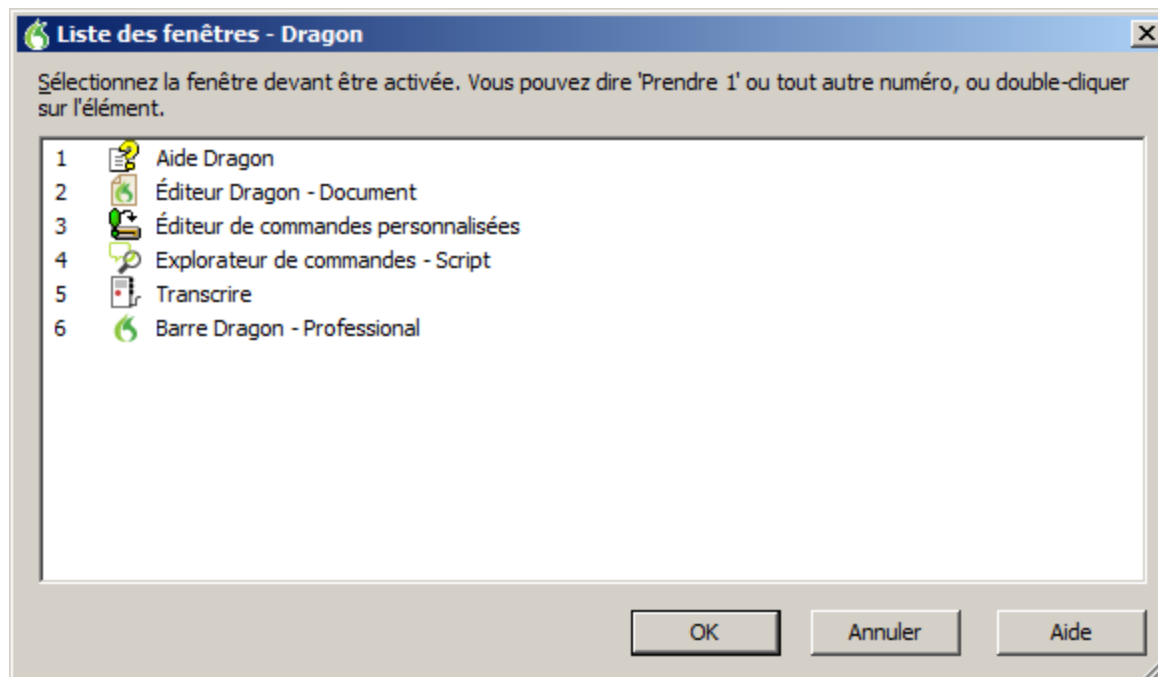 Liste des fenêtres - Dragon
Sélectionnez la fenêtre devant être activée. Vous pouvez dire 'Prendre 1' ou tout autre numéro, ou double-cliquer
sur l'élément.
1 Aide Dragon
2 Éditeur Dragon - Document
3 Éditeur de commandes personnalisées
4 Explorateur de commandes - Script
5 Transcrire
6 Barre Dragon - Professional
OK Annuler Aide